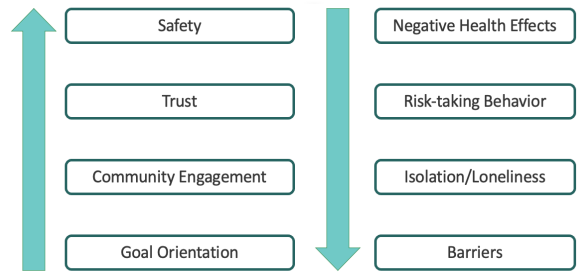 Safety
Trust
Community Engagement
Goal Orientation
Negative Health Effects
Risk-taking Behavior
Isolation/Loneliness
Barriers